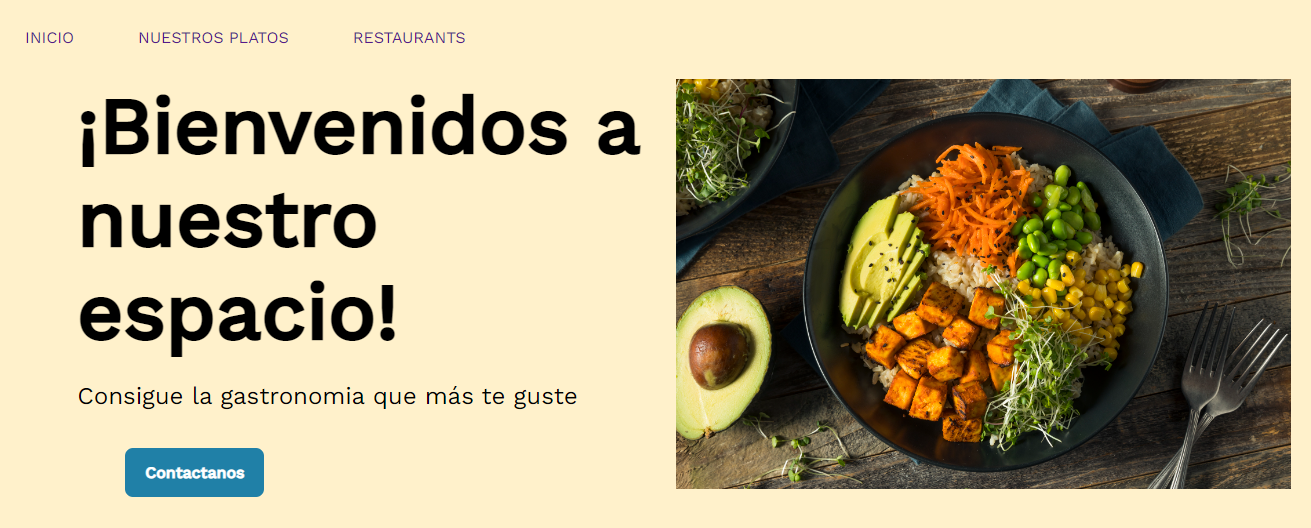 INICIO NUESTROS PLATOS RESTAURANTS
¡Bienvenidos a
nuestro
espacio!
Consigue la gastronomia que más te guste
Contactanos